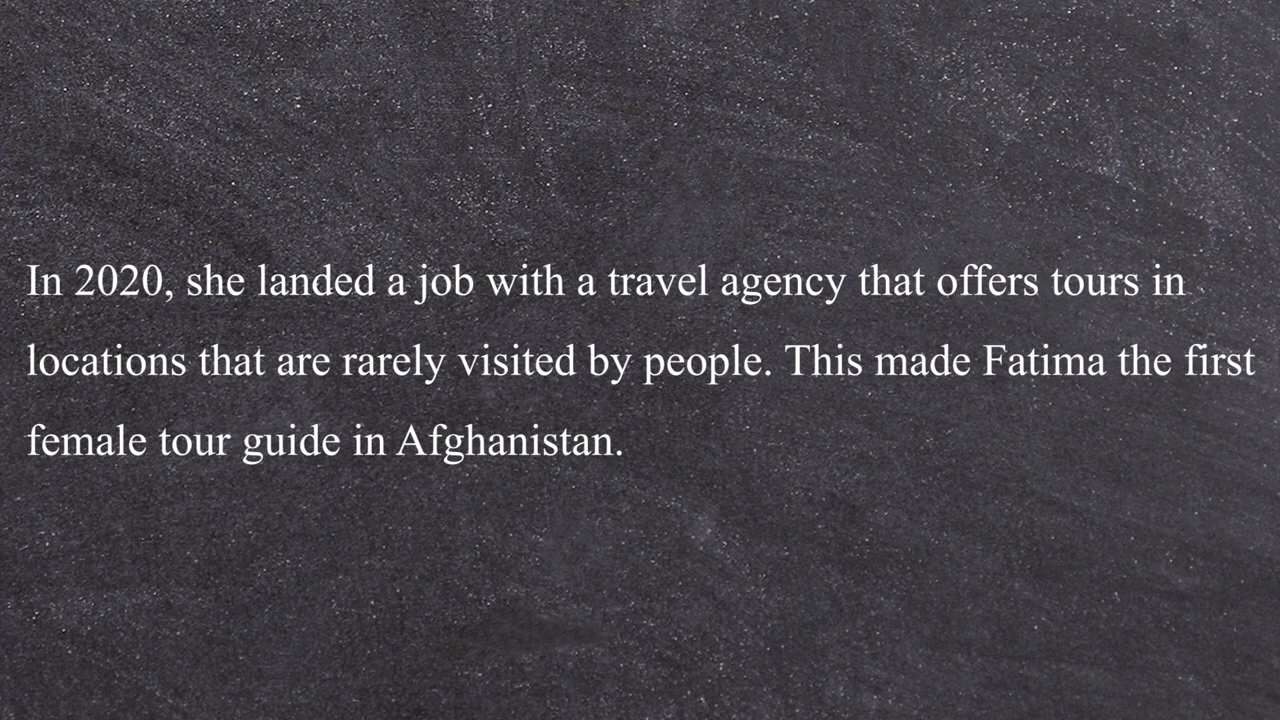 In 2020, she landed a job with a travel agency that offers tours in
locations that are rarely visited by people. This made Fatima the first
female tour guide in Afghanistan.